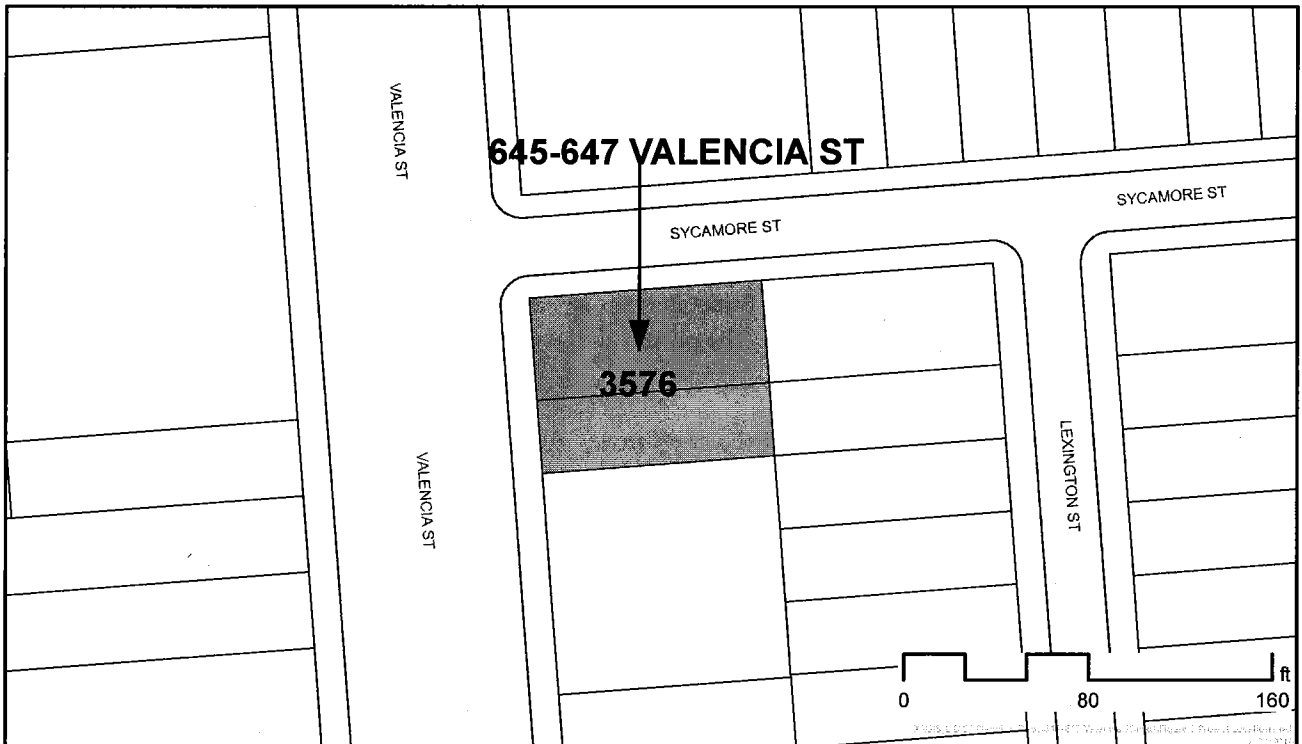 VALENCIA ST
645-647 VALENCIA ST
SYCAMORE ST
SYCAMORE ST
3576
VALENCIA ST
LEXINGTON ST
ft
0 80 160